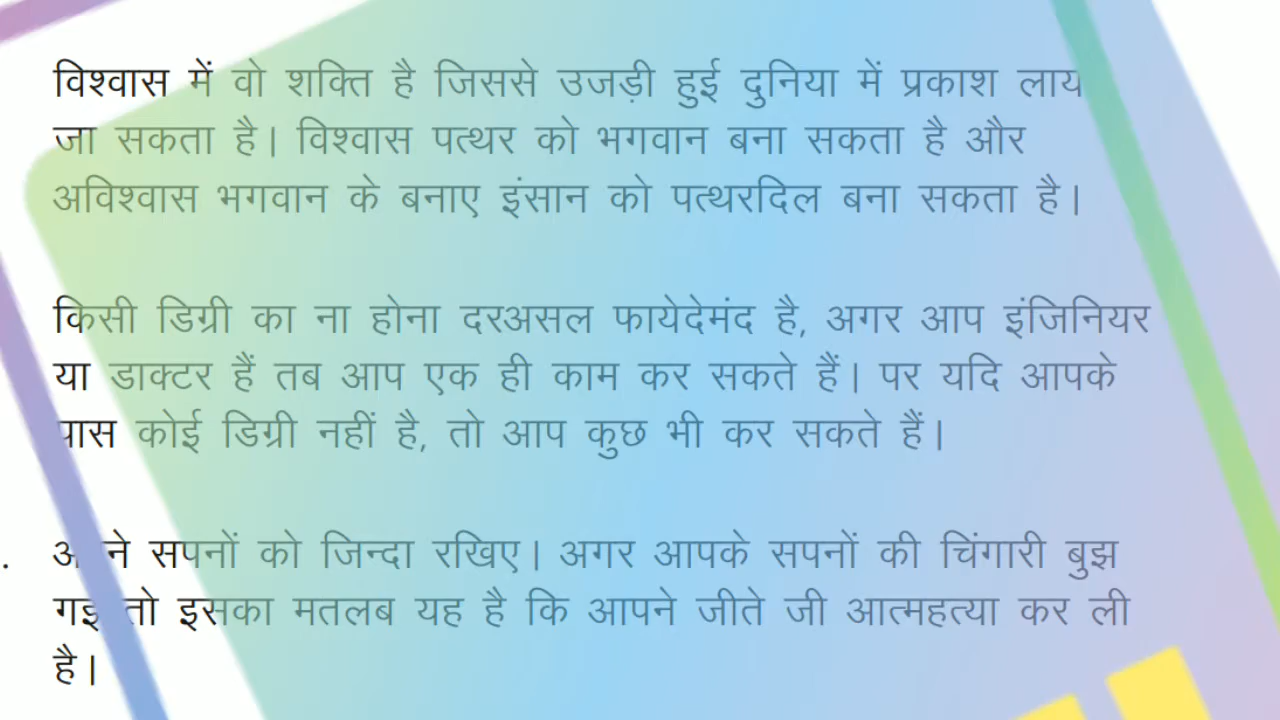 विश्वास में वो शक्ति है जिससे उजड़ी हुई दुनिया में प्रकाश लाय
जा सकता है। विश्वास पत्थर को भगवान बना सकता है और
अविश्वास भगवान के बनाए इंसान को पत्थरदिल बना सकता है।
किसी डिग्री का ना होना दरअसल फायेदेमंद है, अगर आप इंजिनियर
या डाक्टर हैं तब आप एक ही काम कर सकते हैं। पर यदि आपके
पास कोई डिग्री नहीं है, तो आप कुछ भी कर सकते हैं।
. सपनों को जिन्दा रखिए। अगर आपके सपनों की चिंगारी बुझ
तो इसका मतलब यह है कि आपने जीते जी आत्महत्या कर ली
है।